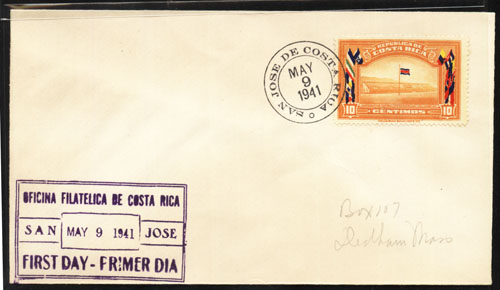 REPUBLICA DE
COSTA RICA
10 CENTIMOS 10
SAN JOSE DE COSTA RICA
MAY
9
1941
OFICINA FILATELICA DE COSTA RICA
SAN MAY 9 1941 JOSE
FIRST DAY - PRIMER DIA
Box 107
Dedham Mass